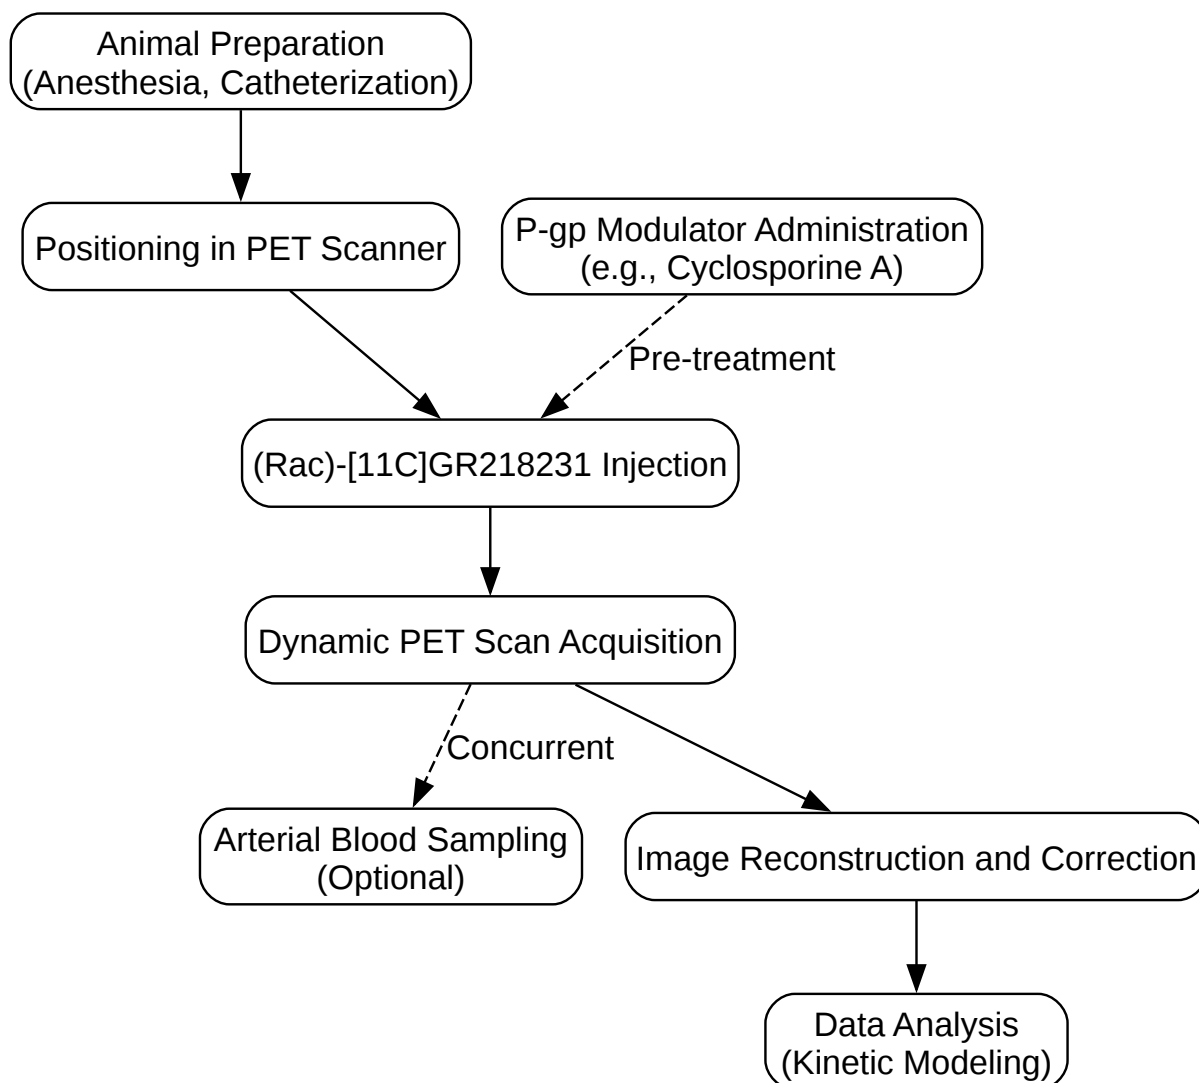 Animal Preparation
(Anesthesia, Catheterization)
Positioning in PET Scanner
P-gp Modulator Administration
(e.g., Cyclosporine A)
Pre-treatment
(Rac)-[11C]GR218231 Injection
Dynamic PET Scan Acquisition
Concurrent
Arterial Blood Sampling
(Optional)
Image Reconstruction and Correction
Data Analysis
(Kinetic Modeling)